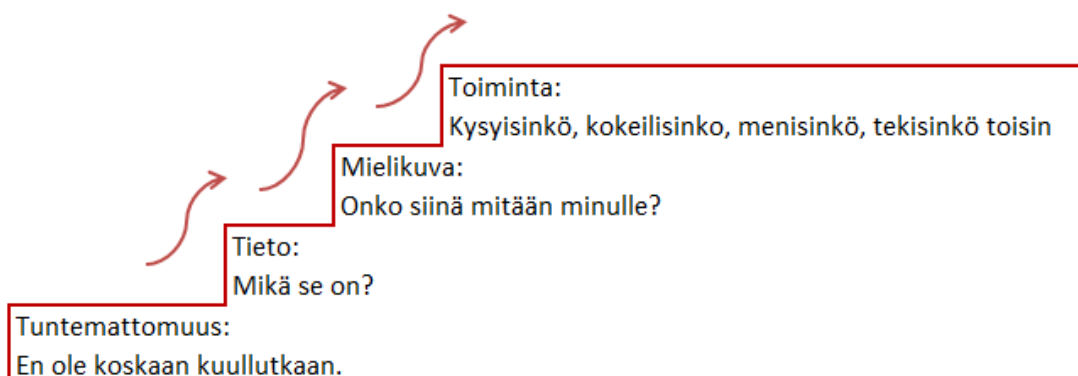 Toiminta:
Kysyisinkö, kokeilisinko, menisinkö, tekisinkö toisin
Mielikuva:
Onko siinä mitään minulle?
Tieto:
Mikä se on?
Tuntemattomuus:
En ole koskaan kuullutkaan.